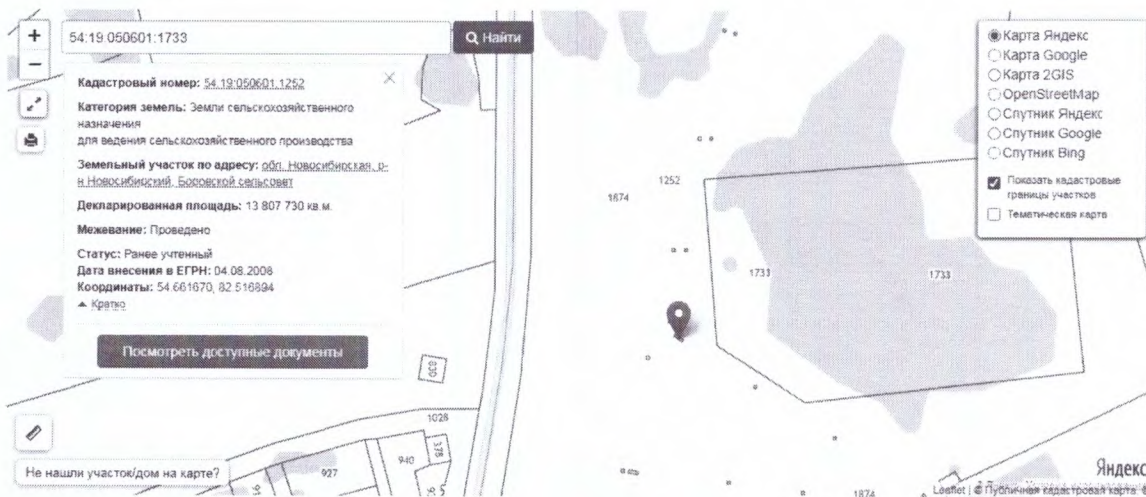 +
54:19:050601:1733
Найти
−
Кадастровый номер: 54:19:050601:1252
Категория земель: Земли сельскохозяйственного
назначения
для ведения сельскохозяйственного производства
Земельный участок по адресу: обл. Новосибирская, р-
н Новосибирский, Боровской сельсовет
Декларированная площадь: 13 807 730 кв.м.
Межевание: Проведено
Статус: Ранее учтенный
Дата внесения в ЕГРН: 04.08.2008
Координаты: 54.661670, 82.516894
Кратко
Посмотреть доступные документы
Не нашли участок/дом на карте?
830
1028
375
940
927
Карта Яндекс
Карта Google
Карта 2GIS
OpenStreetMap
Спутник Яндекс
Спутник Google
Спутник Bing
Показать кадастровые
границы участков
Тематическая карта
1252
1874
1733
1733
1874
Яндекс
Leaflet | © Публичная кадастровая карта